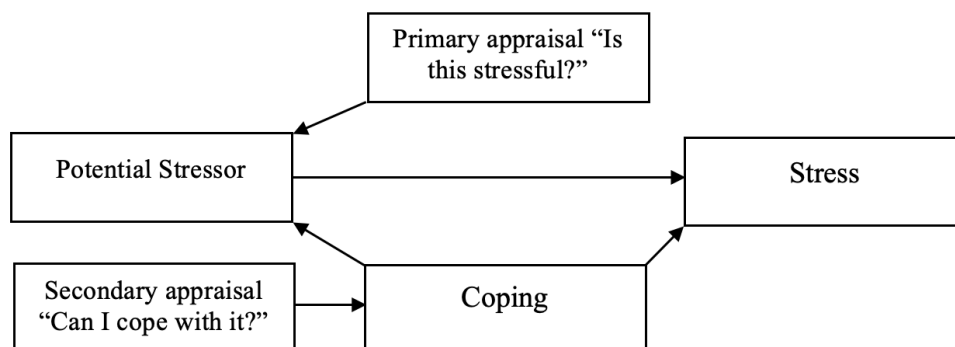 Primary appraisal “Is
this stressful?”
Potential Stressor
Stress
Secondary appraisal
“Can I cope with it?”
Coping